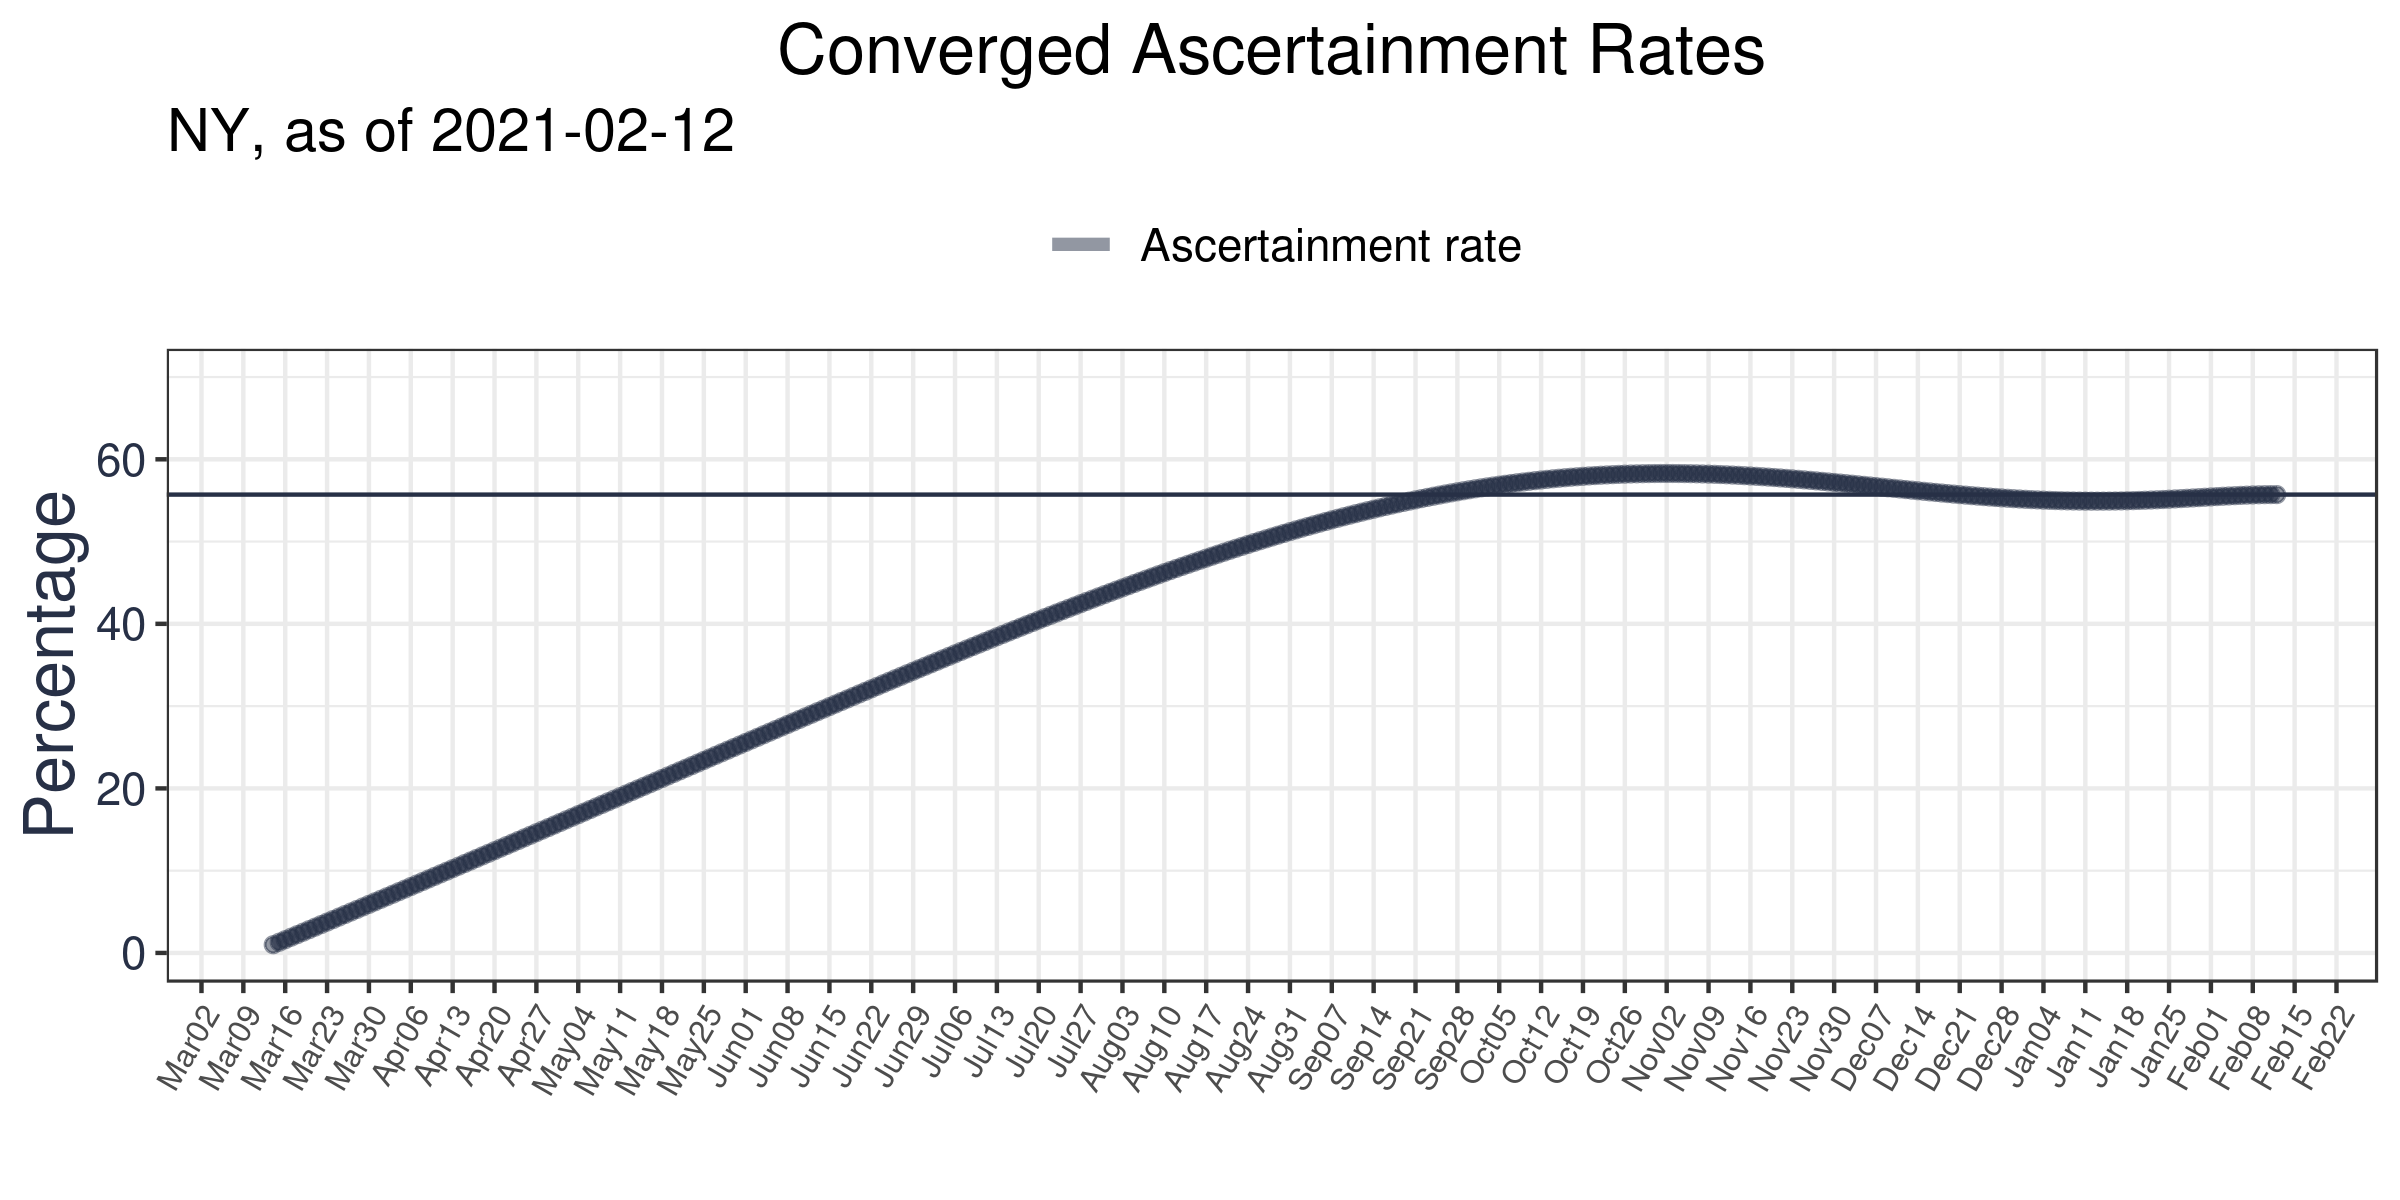 Converged Ascertainment Rates
NY, as of 2021-02-12
Ascertainment rate
Percentage
60
40
20
0
Mar02 Mar09 Mar16 Mar23 Mar30 Apr06 Apr13 Apr20 Apr27 May04 May11 May18 May25 Jun01 Jun08 Jun15 Jun22 Jun29 Jul06 Jul13 Jul20 Jul27 Aug03 Aug10 Aug17 Aug24 Aug31 Sep07 Sep14 Sep21 Sep28 Oct05 Oct12 Oct19 Oct26 Nov02 Nov09 Nov16 Nov23 Nov30 Dec07 Dec14 Dec21 Dec28 Jan04 Jan11 Jan18 Jan25 Feb01 Feb08 Feb15 Feb22